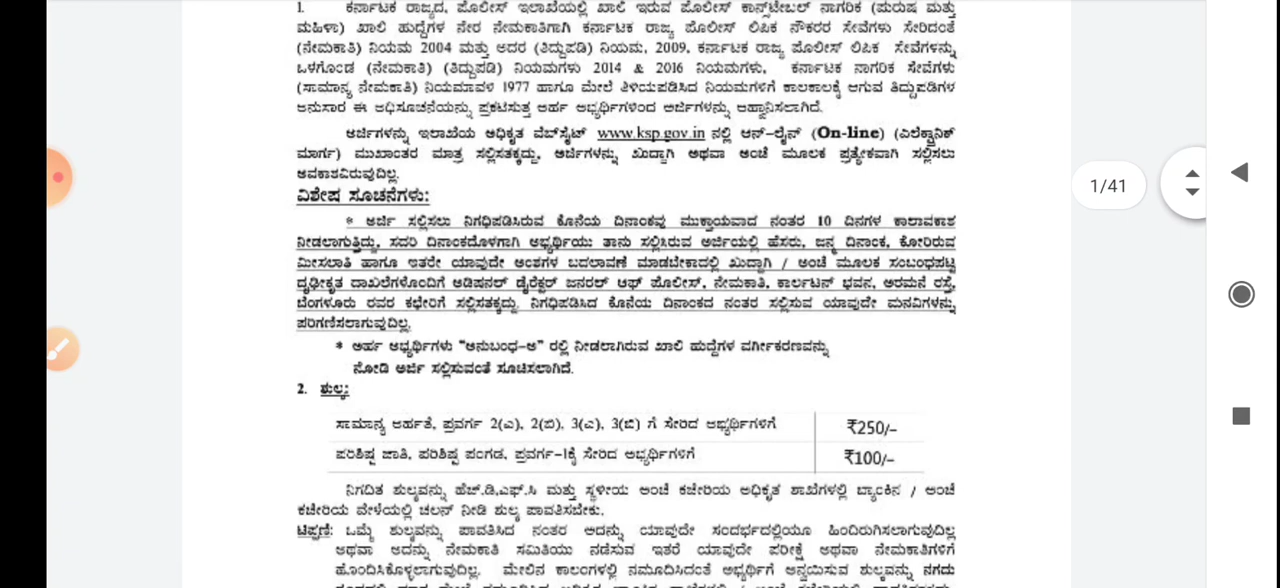 1. ಕರ್ನಾಟಕ ರಾಜ್ಯದ, ಪೊಲೀಸ್ ಇಲಾಖೆಯಲ್ಲಿ ಖಾಲಿ ಇರುವ ಪೊಲೀಸ್ ಕಾನ್ಸ್‌ಟೇಬಲ್ ನಾಗರಿಕ (ಪುರುಷ ಮತ್ತು
ಮಹಿಳಾ) ಖಾಲಿ ಹುದ್ದೆಗಳ ನೇರ ನೇಮಕಾತಿಗಾಗಿ ಕರ್ನಾಟಕ ರಾಜ್ಯ ಪೊಲೀಸ್ ಲಿಪಿಕ ನೌಕರರ ಸೇವೆಗಳು ಸೇರಿದಂತೆ
(ನೇಮಕಾತಿ) ನಿಯಮ 2004 ಮತ್ತು ಅದರ (ತಿದ್ದುಪಡಿ) ನಿಯಮ, 2009, ಕರ್ನಾಟಕ ರಾಜ್ಯ ಪೊಲೀಸ್ ಲಿಪಿಕ ಸೇವೆಗಳನ್ನು
ಒಳಗೊಂಡ (ನೇಮಕಾತಿ) (ತಿದ್ದುಪಡಿ) ನಿಯಮಗಳು 2014 & 2016 ನಿಯಮಗಳು, ಕರ್ನಾಟಕ ನಾಗರಿಕ ಸೇವೆಗಳು
(ಸಾಮಾನ್ಯ ನೇಮಕಾತಿ) ನಿಯಮಾವಳಿ 1977 ಹಾಗೂ ಮೇಲೆ ತಿಳಿಯಪಡಿಸಿದ ನಿಯಮಗಳಿಗೆ ಕಾಲಕಾಲಕ್ಕೆ ಆಗುವ ತಿದ್ದುಪಡಿಗಳ
ಅನುಸಾರ ಈ ಅಧಿಸೂಚನೆಯನ್ನು ಪ್ರಕಟಿಸುತ್ತ ಅರ್ಹ ಅಭ್ಯರ್ಥಿಗಳಿಂದ ಅರ್ಜಿಗಳನ್ನು ಆಹ್ವಾನಿಸಲಾಗಿದೆ.
ಅರ್ಜಿಗಳನ್ನು ಇಲಾಖೆಯ ಅಧಿಕೃತ ವೆಬ್‌ಸೈಟ್ www.ksp.gov.in ನಲ್ಲಿ ಆನ್-ಲೈನ್ (On-line) (ಎಲೆಕ್ಟ್ರಾನಿಕ್
ಮಾರ್ಗ) ಮುಖಾಂತರ ಮಾತ್ರ ಸಲ್ಲಿಸತಕ್ಕದ್ದು, ಅರ್ಜಿಗಳನ್ನು ಖುದ್ದಾಗಿ ಅಥವಾ ಅಂಚೆ ಮೂಲಕ ಪ್ರತ್ಯೇಕವಾಗಿ ಸಲ್ಲಿಸಲು
ಅವಕಾಶವಿರುವುದಿಲ್ಲ.
ವಿಶೇಷ ಸೂಚನೆಗಳು:
* ಅರ್ಜಿ ಸಲ್ಲಿಸಲು ನಿಗಧಿಪಡಿಸಿರುವ ಕೊನೆಯ ದಿನಾಂಕವು ಮುಕ್ತಾಯವಾದ ನಂತರ 10 ದಿನಗಳ ಕಾಲಾವಕಾಶ
ನೀಡಲಾಗುತ್ತಿದ್ದು, ಸದರಿ ದಿನಾಂಕದೊಳಗಾಗಿ ಅಭ್ಯರ್ಥಿಯು ತಾನು ಸಲ್ಲಿಸಿರುವ ಅರ್ಜಿಯಲ್ಲಿ ಹೆಸರು, ಜನ್ಮ ದಿನಾಂಕ, ಕೋರಿರುವ
ಮೀಸಲಾತಿ ಹಾಗೂ ಇತರೇ ಯಾವುದೇ ಅಂಶಗಳ ಬದಲಾವಣೆ ಮಾಡಬೇಕಾದಲ್ಲಿ ಖುದ್ದಾಗಿ / ಅಂಚೆ ಮೂಲಕ ಸಂಬಂಧಪಟ್ಟ
ದೃಢೀಕೃತ ದಾಖಲೆಗಳೊಂದಿಗೆ ಅಡಿಷನಲ್ ಡೈರೆಕ್ಟರ್ ಜನರಲ್ ಆಫ್ ಪೊಲೀಸ್, ನೇಮಕಾತಿ, ಕಾರ್ಲಟನ್ ಭವನ, ಅರಮನೆ ರಸ್ತೆ,
ಬೆಂಗಳೂರು ರವರ ಕಛೇರಿಗೆ ಸಲ್ಲಿಸತಕ್ಕದ್ದು. ನಿಗಧಿಪಡಿಸಿದ ಕೊನೆಯ ದಿನಾಂಕದ ನಂತರ ಸಲ್ಲಿಸುವ ಯಾವುದೇ ಮನವಿಗಳನ್ನು
ಪರಿಗಣಿಸಲಾಗುವುದಿಲ್ಲ.
* ಅರ್ಹ ಅಭ್ಯರ್ಥಿಗಳು "ಅನುಬಂಧ-ಅ" ರಲ್ಲಿ ನೀಡಲಾಗಿರುವ ಖಾಲಿ ಹುದ್ದೆಗಳ ವರ್ಗೀಕರಣವನ್ನು
ನೋಡಿ ಅರ್ಜಿ ಸಲ್ಲಿಸುವಂತೆ ಸೂಚಿಸಲಾಗಿದೆ.
2. ಶುಲ್ಕ:
ಸಾಮಾನ್ಯ ಅರ್ಹತೆ, ಪ್ರವರ್ಗ 2(ಎ), 2(ಬಿ), 3(ಎ), 3(ಬಿ) ಗೆ ಸೇರಿದ ಅಭ್ಯರ್ಥಿಗಳಿಗೆ ₹250/-
ಪರಿಶಿಷ್ಟ ಜಾತಿ, ಪರಿಶಿಷ್ಟ ಪಂಗಡ, ಪ್ರವರ್ಗ-1ಕ್ಕೆ ಸೇರಿದ ಅಭ್ಯರ್ಥಿಗಳಿಗೆ ₹100/-
ನಿಗದಿತ ಶುಲ್ಕವನ್ನು ಹೆಚ್.ಡಿ.ಎಫ್.ಸಿ ಮತ್ತು ಸ್ಥಳೀಯ ಅಂಚೆ ಕಚೇರಿಯ ಅಧಿಕೃತ ಶಾಖೆಗಳಲ್ಲಿ ಬ್ಯಾಂಕಿನ / ಅಂಚೆ
ಕಚೇರಿಯ ವೇಳೆಯಲ್ಲಿ ಚಲನ್ ನೀಡಿ ಶುಲ್ಕ ಪಾವತಿಸಬೇಕು.
ಟಿಪ್ಪಣಿ: ಒಮ್ಮೆ ಶುಲ್ಕವನ್ನು ಪಾವತಿಸಿದ ನಂತರ ಅದನ್ನು ಯಾವುದೇ ಸಂದರ್ಭದಲ್ಲಿಯೂ ಹಿಂದಿರುಗಿಸಲಾಗುವುದಿಲ್ಲ
ಅಥವಾ ಅದನ್ನು ನೇಮಕಾತಿ ಸಮಿತಿಯು ನಡೆಸುವ ಇತರೆ ಯಾವುದೇ ಪರೀಕ್ಷೆ ಅಥವಾ ನೇಮಕಾತಿಗಳಿಗೆ
ಹೊಂದಿಸಿಕೊಳ್ಳಲಾಗುವುದಿಲ್ಲ. ಮೇಲಿನ ಕಾಲಂಗಳಲ್ಲಿ ನಮೂದಿಸಿದಂತೆ ಅಭ್ಯರ್ಥಿಗೆ ಅನ್ವಯಿಸುವ ಶುಲ್ಕವನ್ನು ನಗದು
1/41